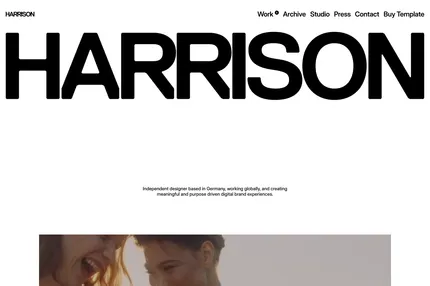 HARRISON
Work Archive Studio Press Contact Buy Template
HARRISON
Independent designer based in Germany, working globally, and creating
meaningful and purpose driven digital brand experiences.